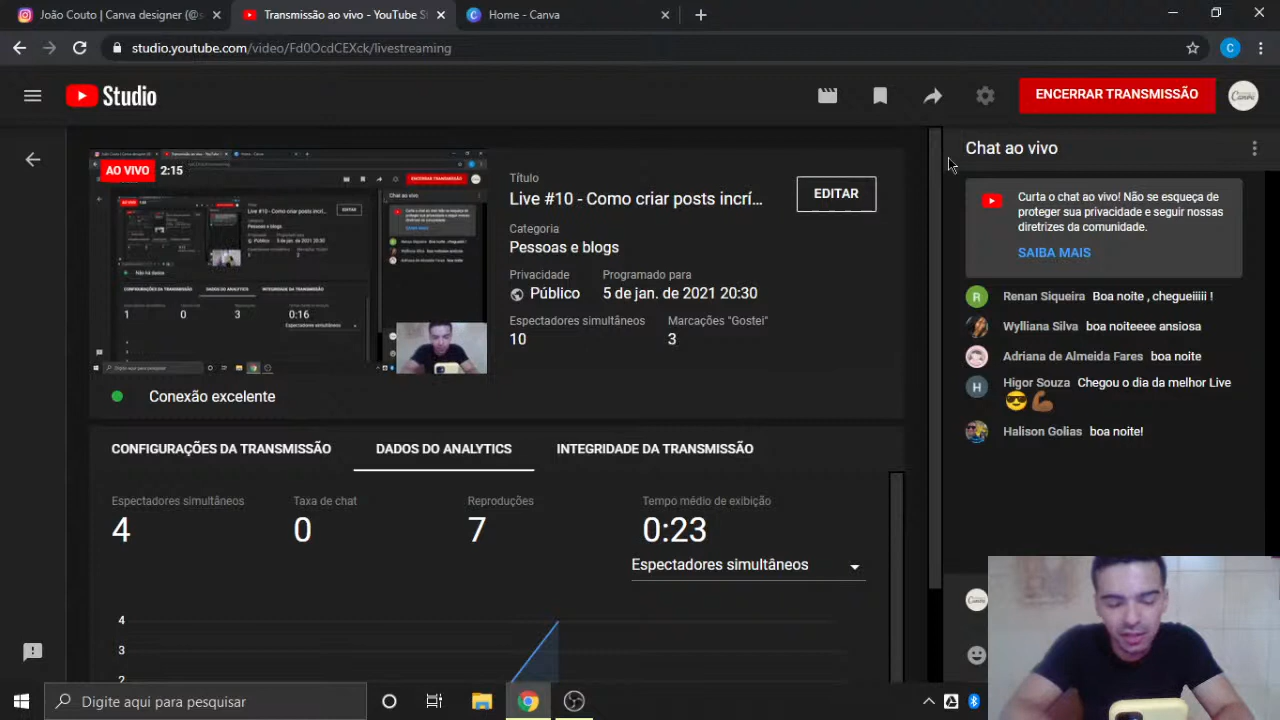 João Couto | Canva designer (@s
Transmissão ao vivo - YouTube S
Home - Canva
studio.youtube.com/video/Fd0OcdCEXck/livestreaming
C
Studio
ENCERRAR TRANSMISSÃO
AO VIVO 2:15
Título
Live #10 - Como criar posts incrí...
EDITAR
Categoria
Pessoas e blogs
Privacidade
Público
Programado para
5 de jan. de 2021 20:30
Espectadores simultâneos
10
Marcações "Gostei"
3
Conexão excelente
CONFIGURAÇÕES DA TRANSMISSÃO
DADOS DO ANALYTICS
INTEGRIDADE DA TRANSMISSÃO
Espectadores simultâneos
4
Taxa de chat
0
Reproduções
7
Tempo médio de exibição
0:23
Espectadores simultâneos
4
3
2
Chat ao vivo
Curta o chat ao vivo! Não se esqueça de
proteger sua privacidade e seguir nossas
diretrizes da comunidade.
SAIBA MAIS
R Renan Siqueira Boa noite , chegueiiiii !
Wylliana Silva boa noiteeee ansiosa
Adriana de Almeida Fares boa noite
H Higor Souza Chegou o dia da melhor Live
😎💪🏾
Halison Golias boa noite!
Digite aqui para pesquisar